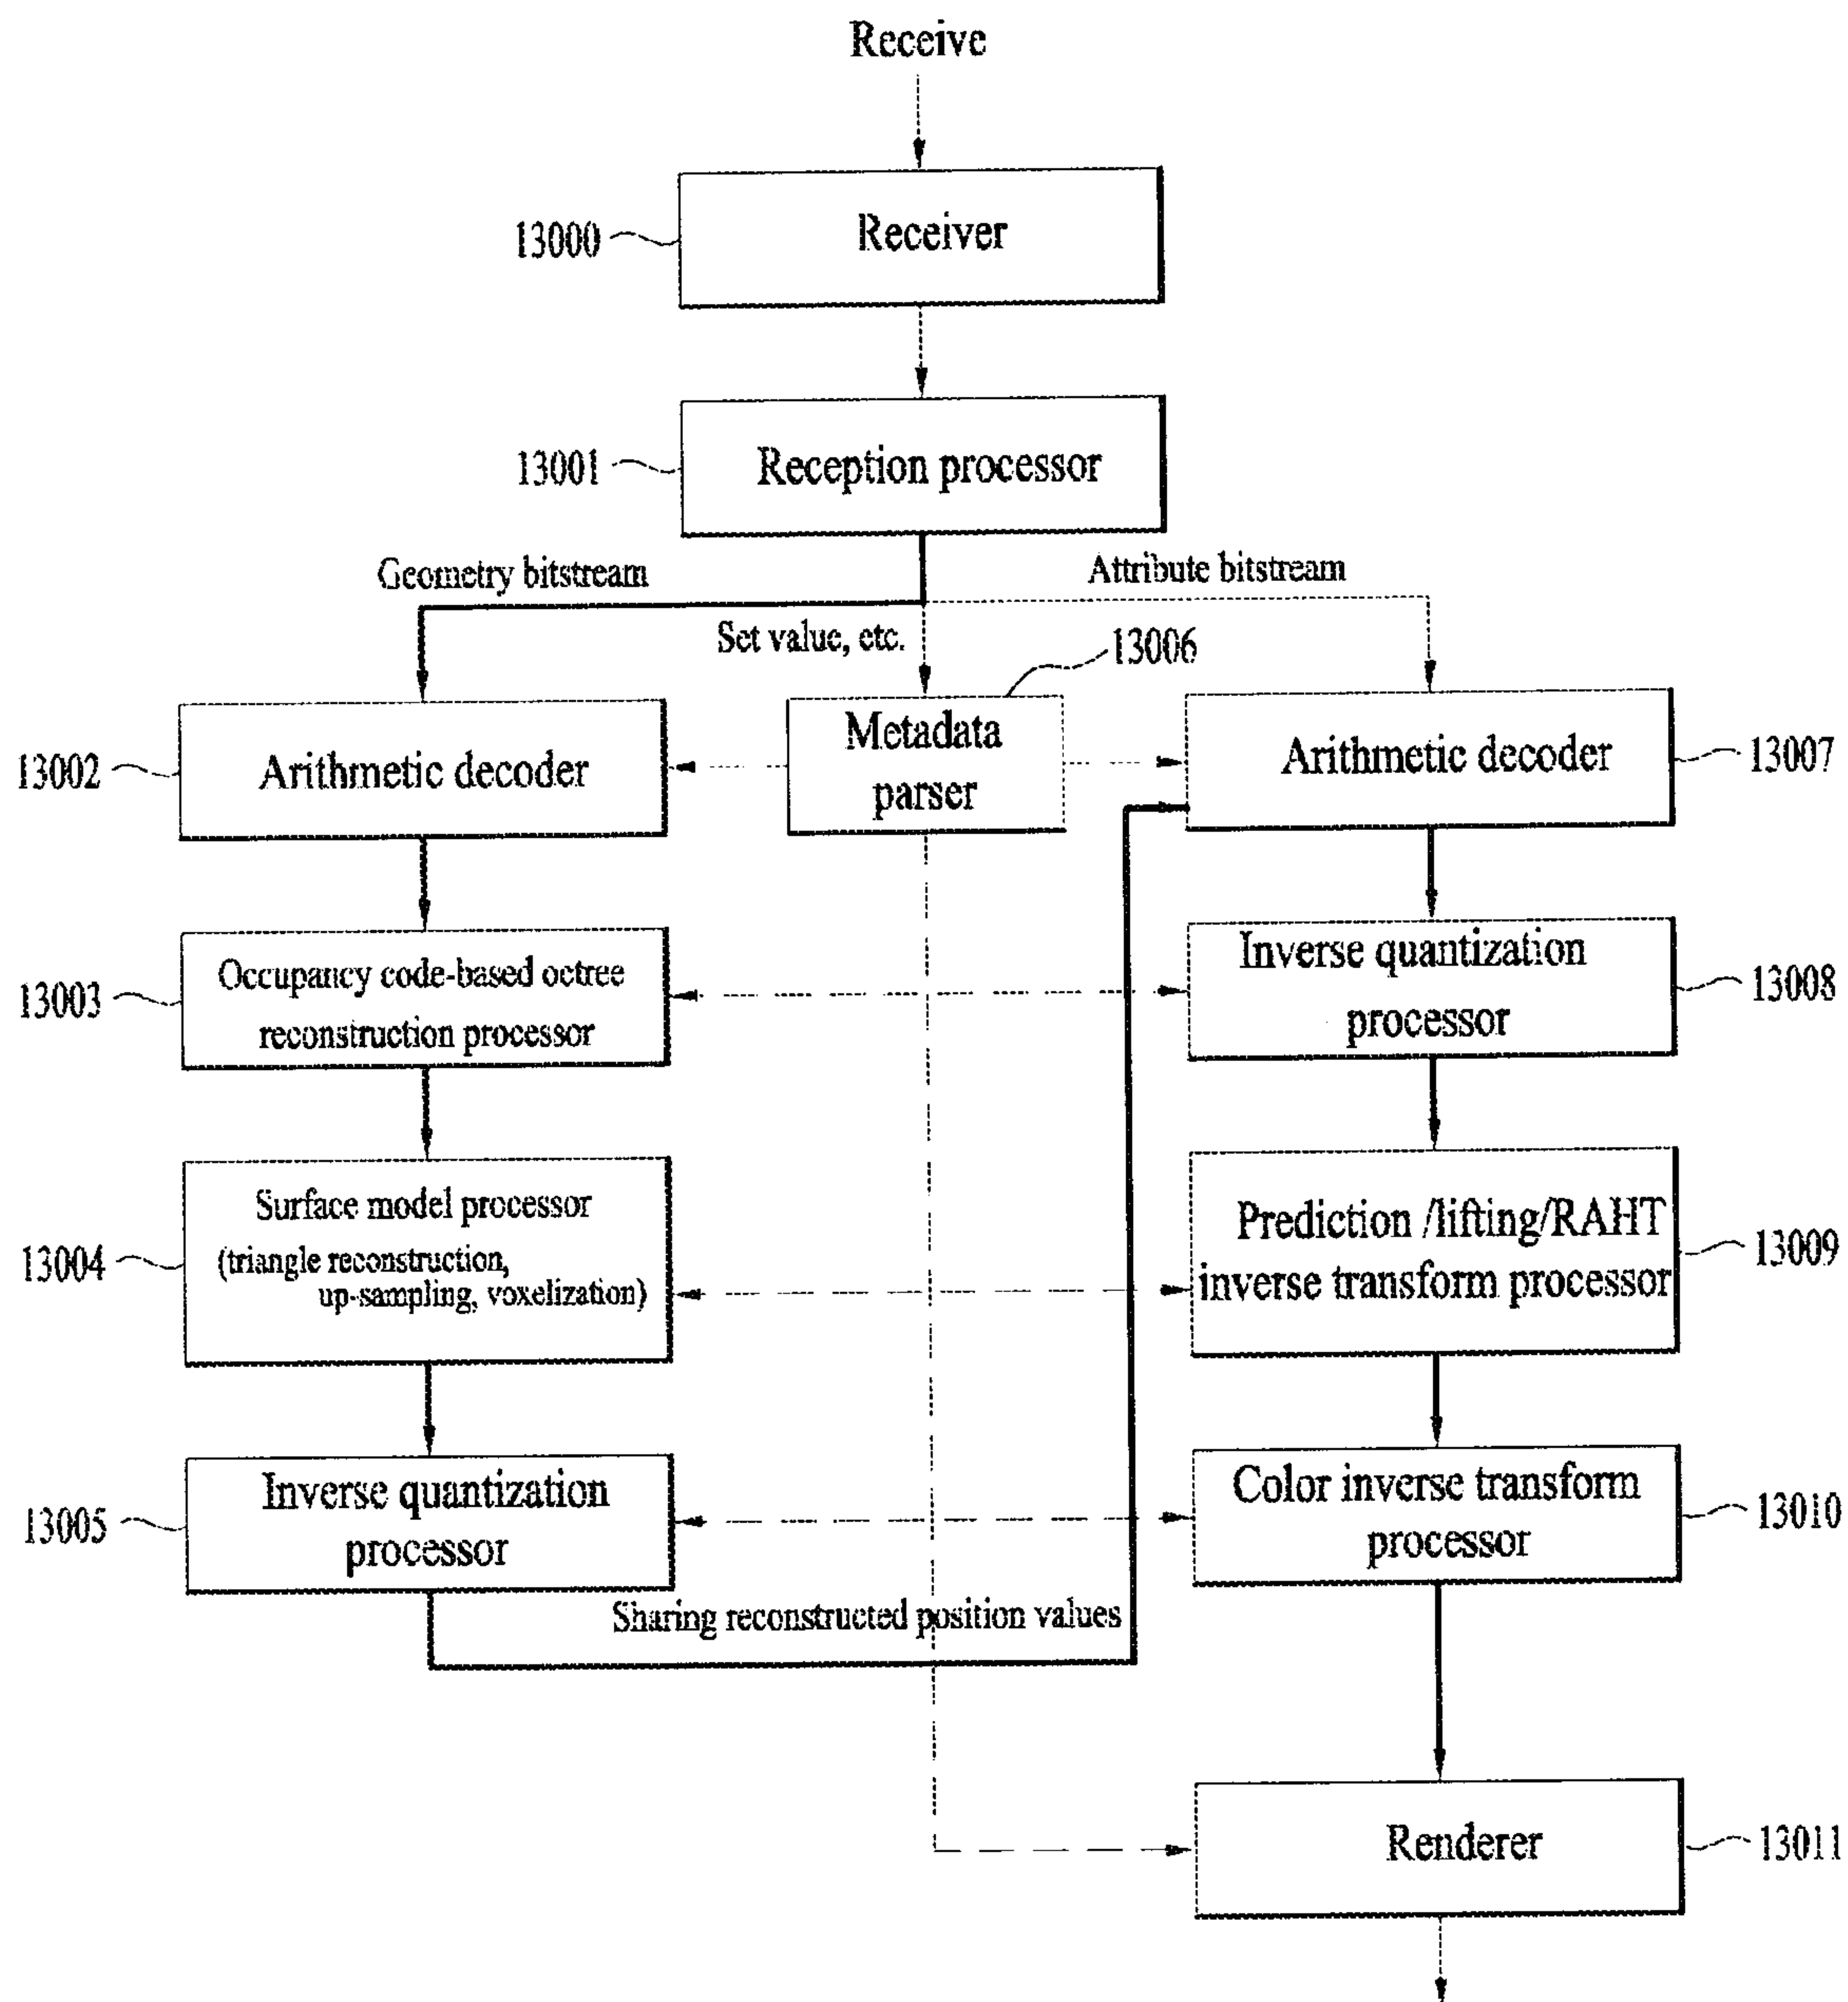 Receive
Receiver
13000
Reception processor
13001
Geometry bitstream
Attribute bitstream
Set value, etc.
13006
Arithmetic decoder
13002
Metadata
parser
Arithmetic decoder
13007
Occupancy code-based octree
reconstruction processor
13003
Inverse quantization
processor
13008
Surface model processor
(triangle reconstruction,
up-sampling, voxelization)
13004
Prediction /lifting/RAHT
inverse transform processor
13009
Inverse quantization
processor
13005
Color inverse transform
processor
13010
Sharing reconstructed position values
Renderer
13011